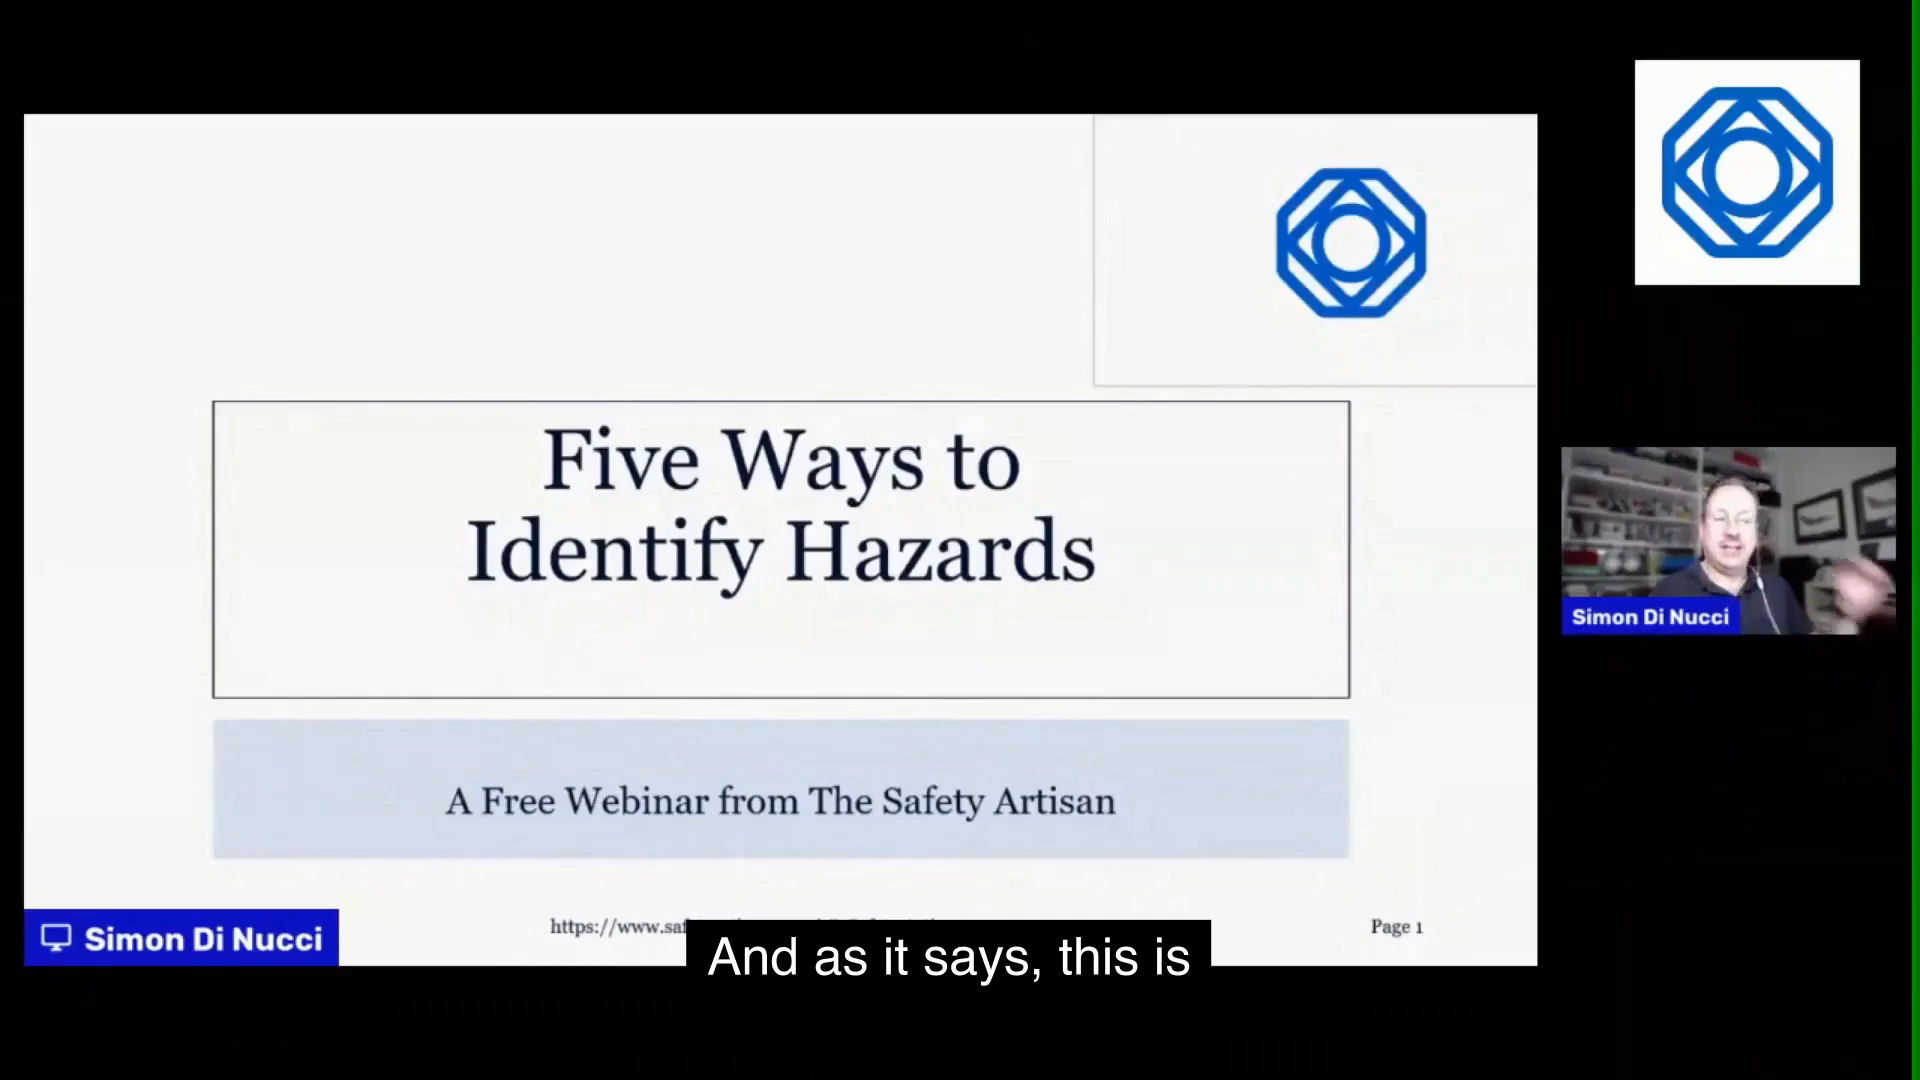 Five Ways to
Identify Hazards
A Free Webinar from The Safety Artisan
Simon Di Nucci
Simon Di Nucci
Page 1
And as it says, this is